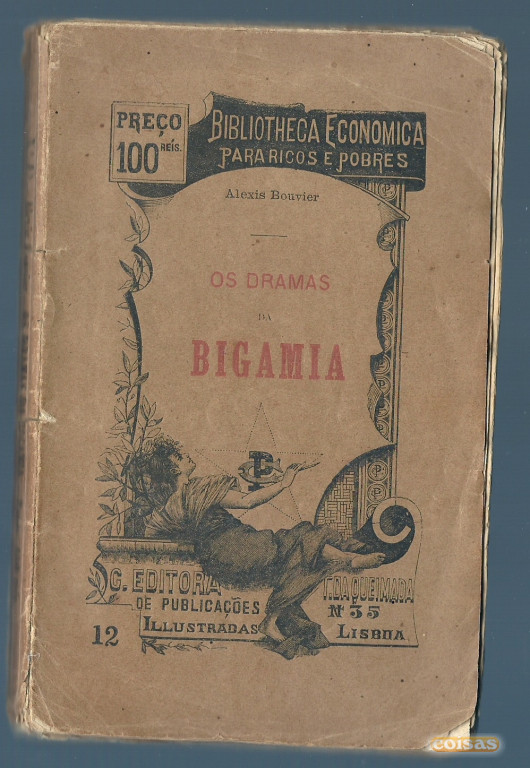 PREÇO
100 REIS.
BIBLIOTHECA ECONOMICA
PARA RICOS E POBRES
Alexis Bouvier
OS DRAMAS
DA
BIGAMIA
C. EDITORA
DE PUBLICAÇÕES
ILLUSTRADAS
T. DA QUEIMADA
Nº 35
LISBOA
12
coisas